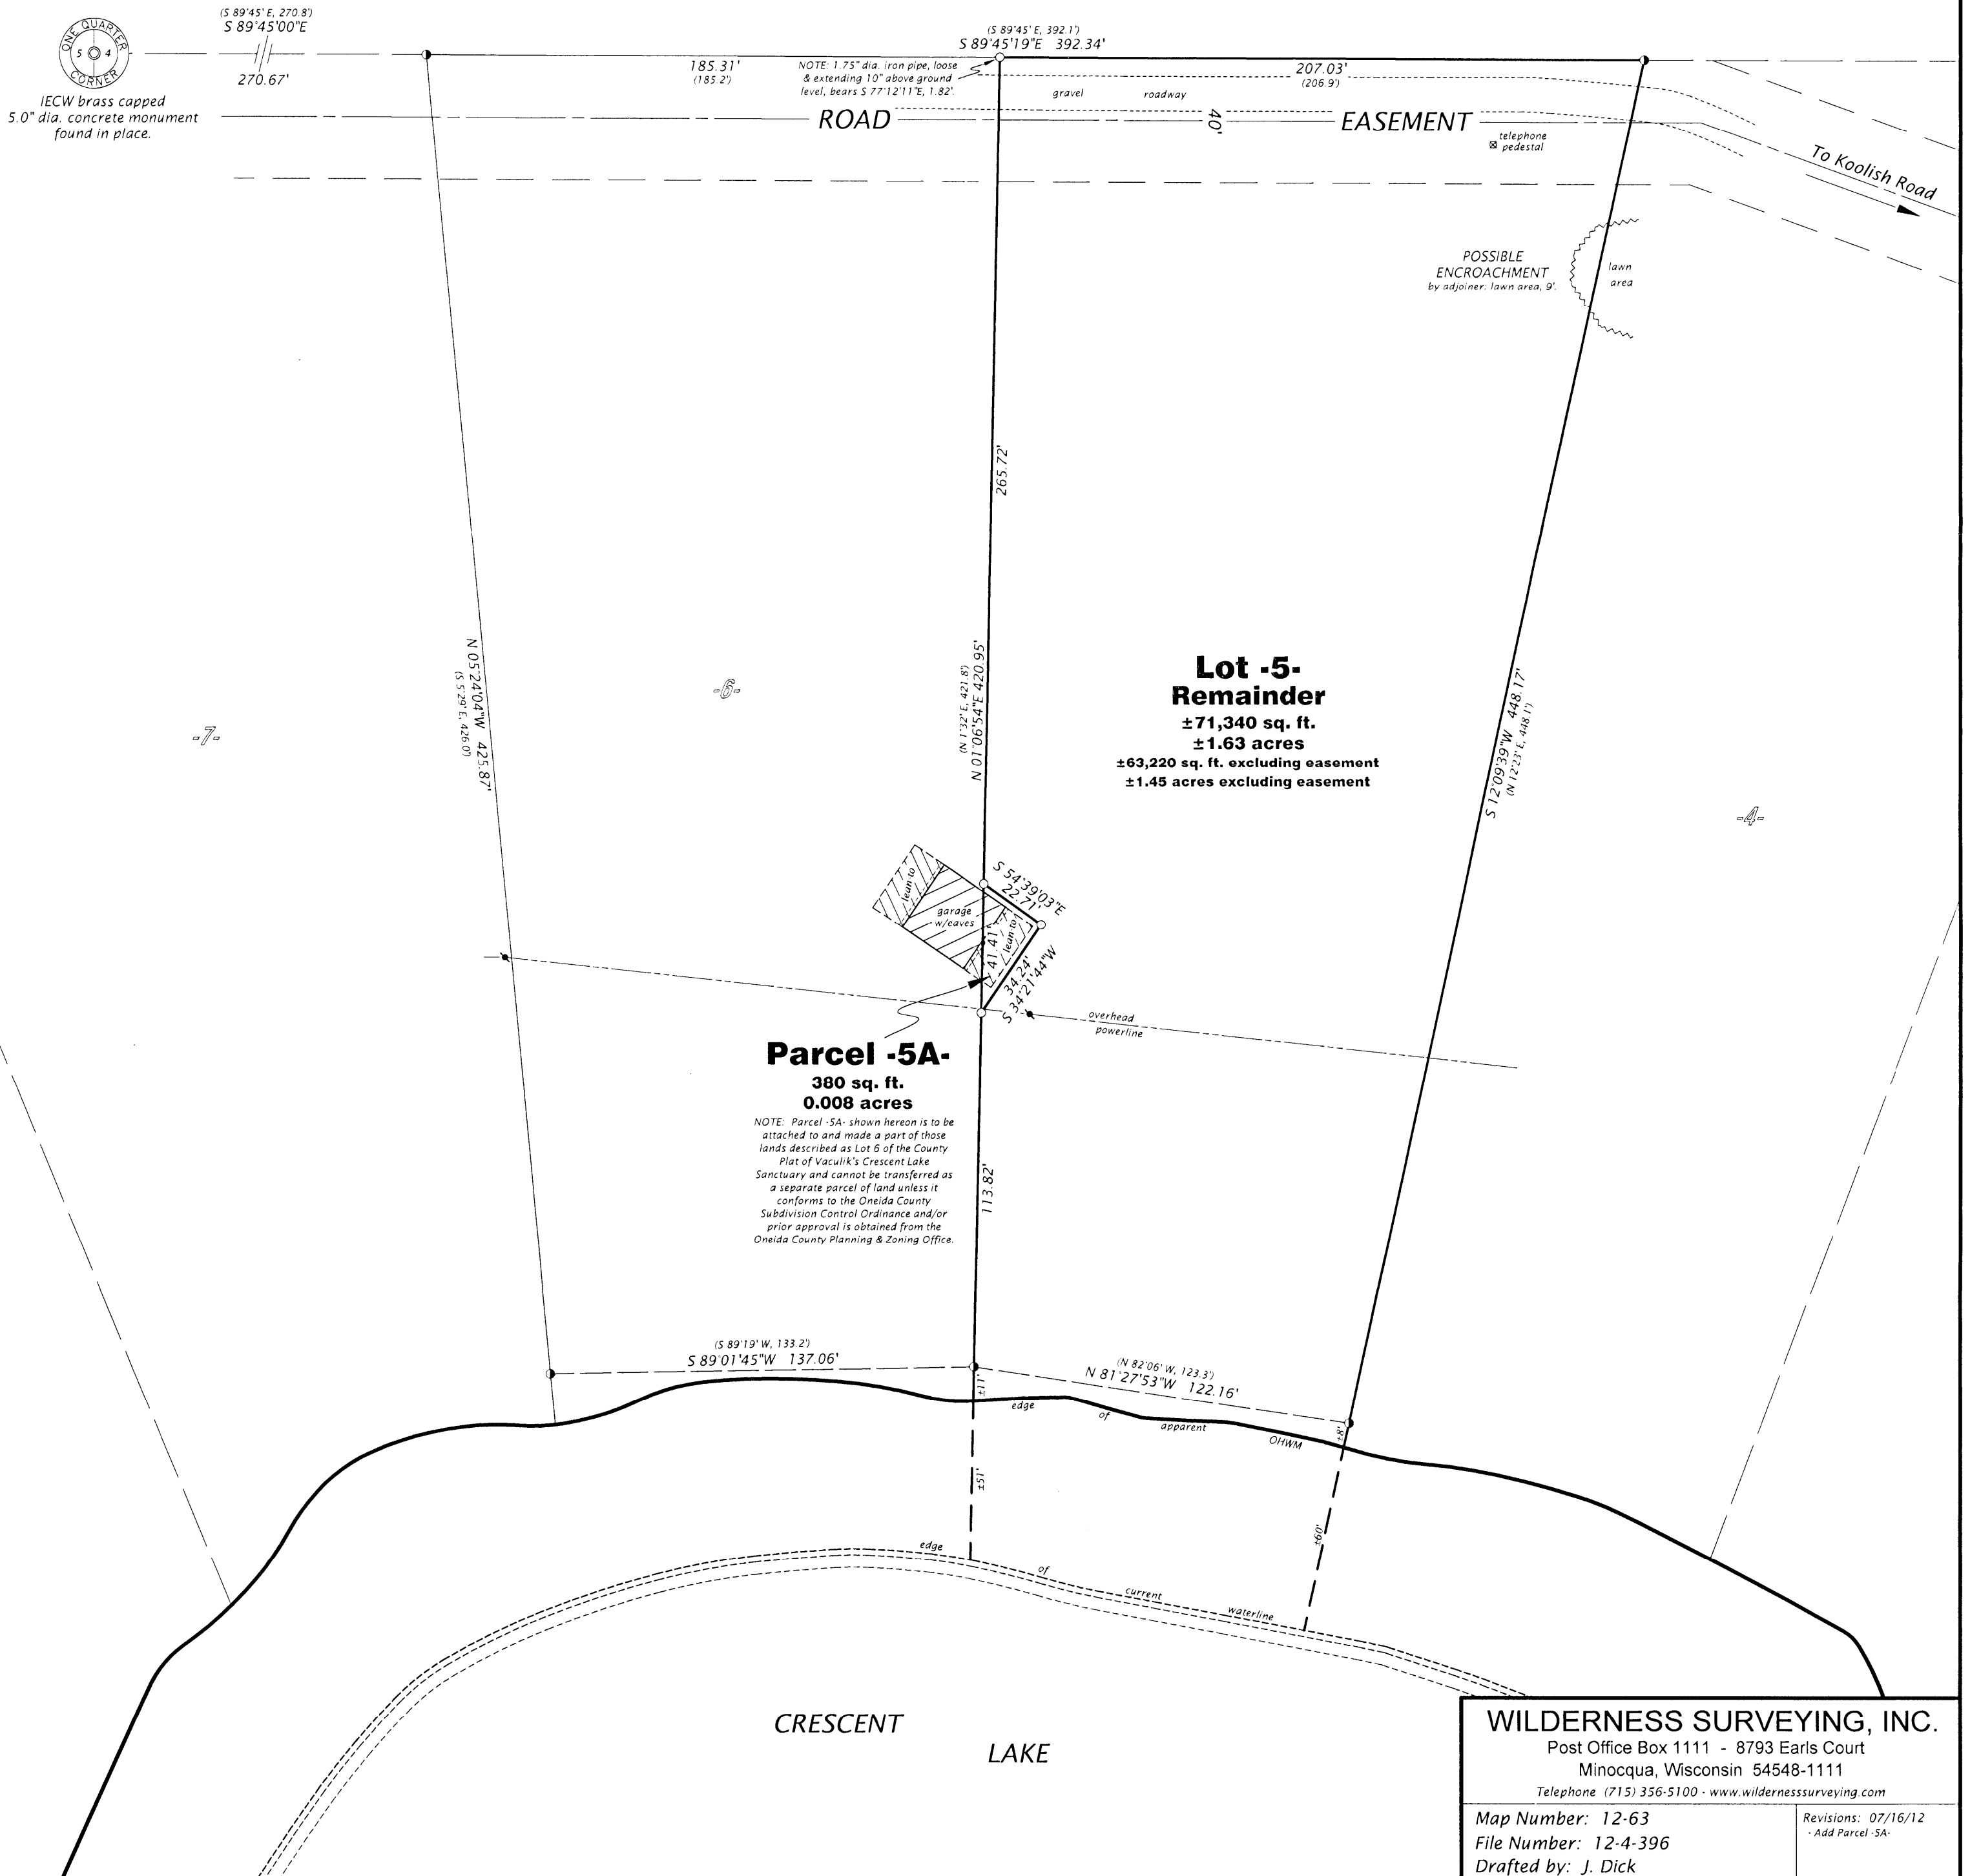 (S 89°45' E, 270.8')
S 89°45'00"E
270.67'
ONE QUARTER
5 4
CORNER
IECW brass capped
5.0" dia. concrete monument
found in place.
(S 89°45' E, 392.1')
S 89°45'19"E 392.34'
185.31'
(185.2')
NOTE: 1.75" dia. iron pipe, loose
& extending 10" above ground
level, bears S 77°12'11"E, 1.82'.
207.03'
(206.9')
gravel roadway
ROAD EASEMENT
40'
telephone
pedestal
To Koolish Road
POSSIBLE
ENCROACHMENT
by adjoiner: lawn area, 9'.
lawn
area
265.72'
N 05°24'04"W 425.87'
(S 5°29' E, 426.0')
-6-
-7-
(N 1°32' E, 421.8')
N 01°06'54"E 420.95'
Lot -5-
Remainder
±71,340 sq. ft.
±1.63 acres
±63,220 sq. ft. excluding easement
±1.45 acres excluding easement
S 12°09'39"W 448.17'
(N 12°23' E, 448.1')
-4-
S 54°39'03"E
22.71'
lean to
garage
w/eaves
41.41'
lean to
34.24'
S 34°21'44"W
overhead
powerline
Parcel -5A-
380 sq. ft.
0.008 acres
NOTE: Parcel -5A- shown hereon is to be
attached to and made a part of those
lands described as Lot 6 of the County
Plat of Vaculik's Crescent Lake
Sanctuary and cannot be transferred as
a separate parcel of land unless it
conforms to the Oneida County
Subdivision Control Ordinance and/or
prior approval is obtained from the
Oneida County Planning & Zoning Office.
113.82'
(S 89°19' W, 133.2')
S 89°01'45"W 137.06'
(N 82°06' W, 123.3')
N 81°27'53"W 122.16'
±11'
edge of apparent OHWM
±8'
±51'
±60'
edge of current waterline
CRESCENT
LAKE
WILDERNESS SURVEYING, INC.
Post Office Box 1111 - 8793 Earls Court
Minocqua, Wisconsin 54548-1111
Telephone (715) 356-5100 - www.wildernesssurveying.com
Map Number: 12-63
File Number: 12-4-396
Drafted by: J. Dick
Revisions: 07/16/12
- Add Parcel -5A-